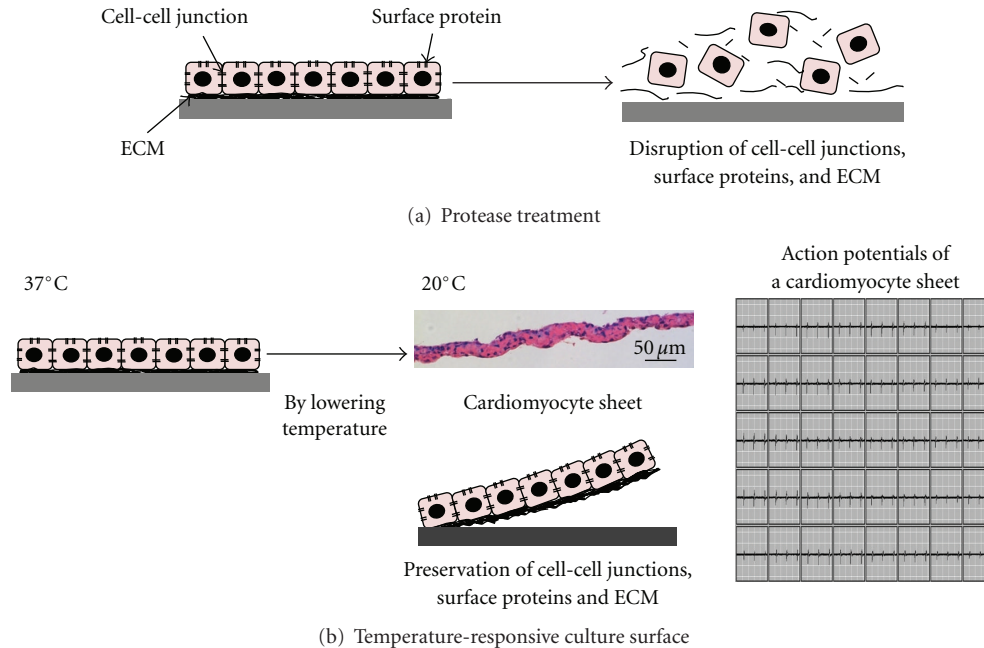 Cell-cell junction
Surface protein
ECM
Disruption of cell-cell junctions,
surface proteins, and ECM
(a) Protease treatment
37°C
20°C
50 μm
By lowering
temperature
Cardiomyocyte sheet
Preservation of cell-cell junctions,
surface proteins and ECM
Action potentials of
a cardiomyocyte sheet
(b) Temperature-responsive culture surface